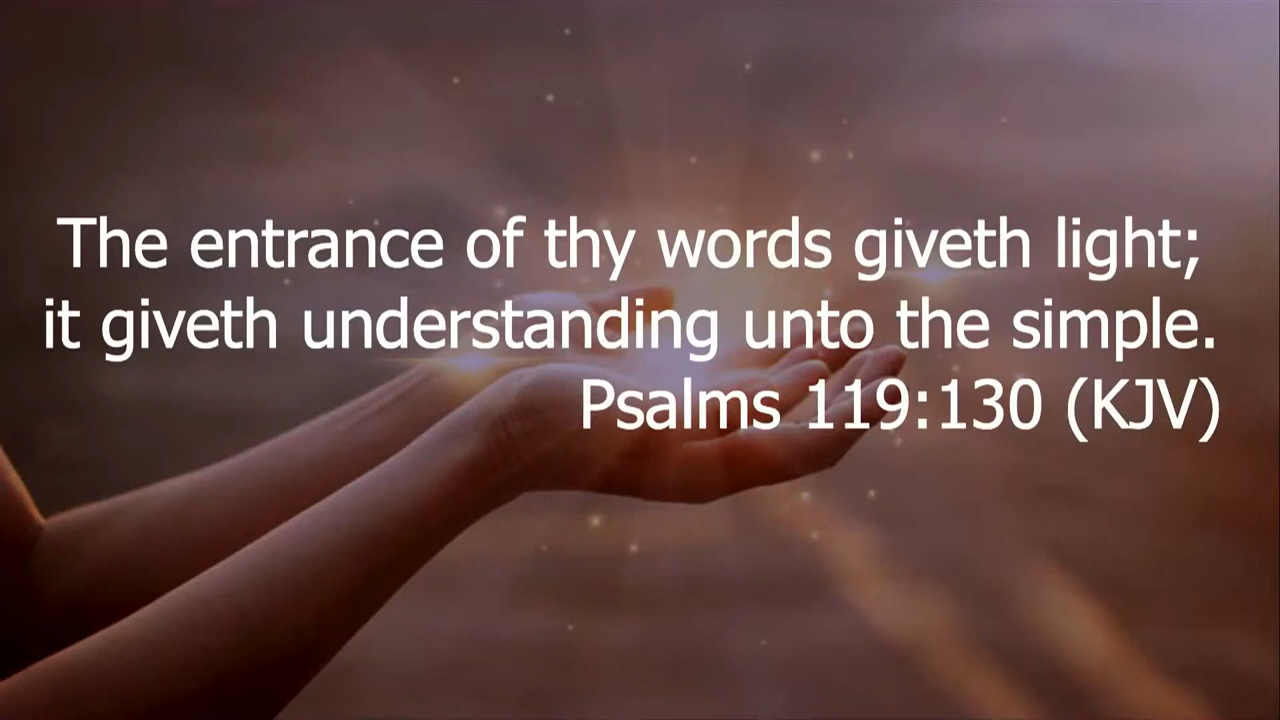 The entrance of thy words giveth light;
it giveth understanding unto the simple.
Psalms 119:130 (KJV)